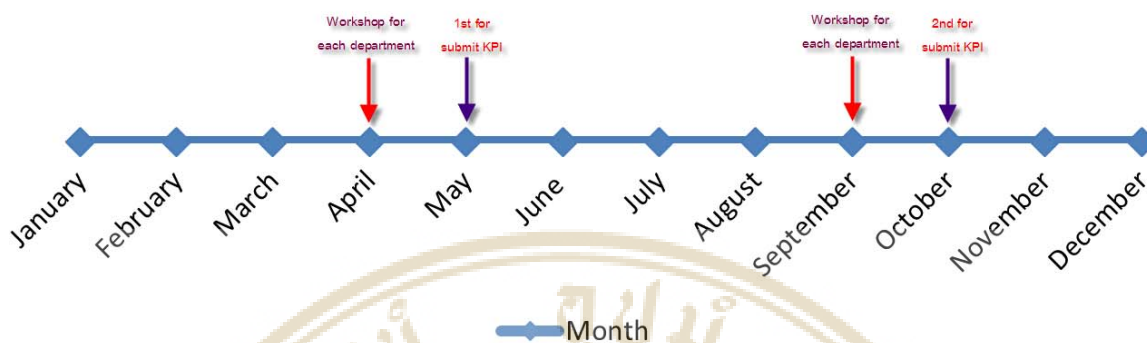 Workshop for
each department
1st for
submit KPI
Workshop for
each department
2nd for
submit KPI
January
February
March
April
May
June
July
August
September
October
November
December
Month